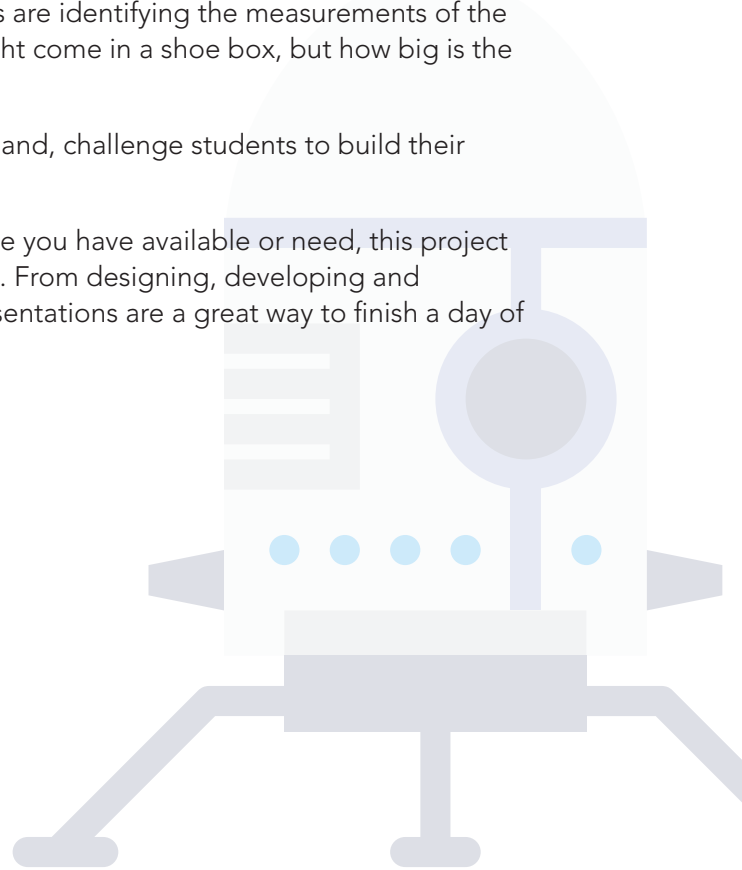 s are identifying the measurements of the
ht come in a shoe box, but how big is the
and, challenge students to build their
e you have available or need, this project
. From designing, developing and
sentations are a great way to finish a day of